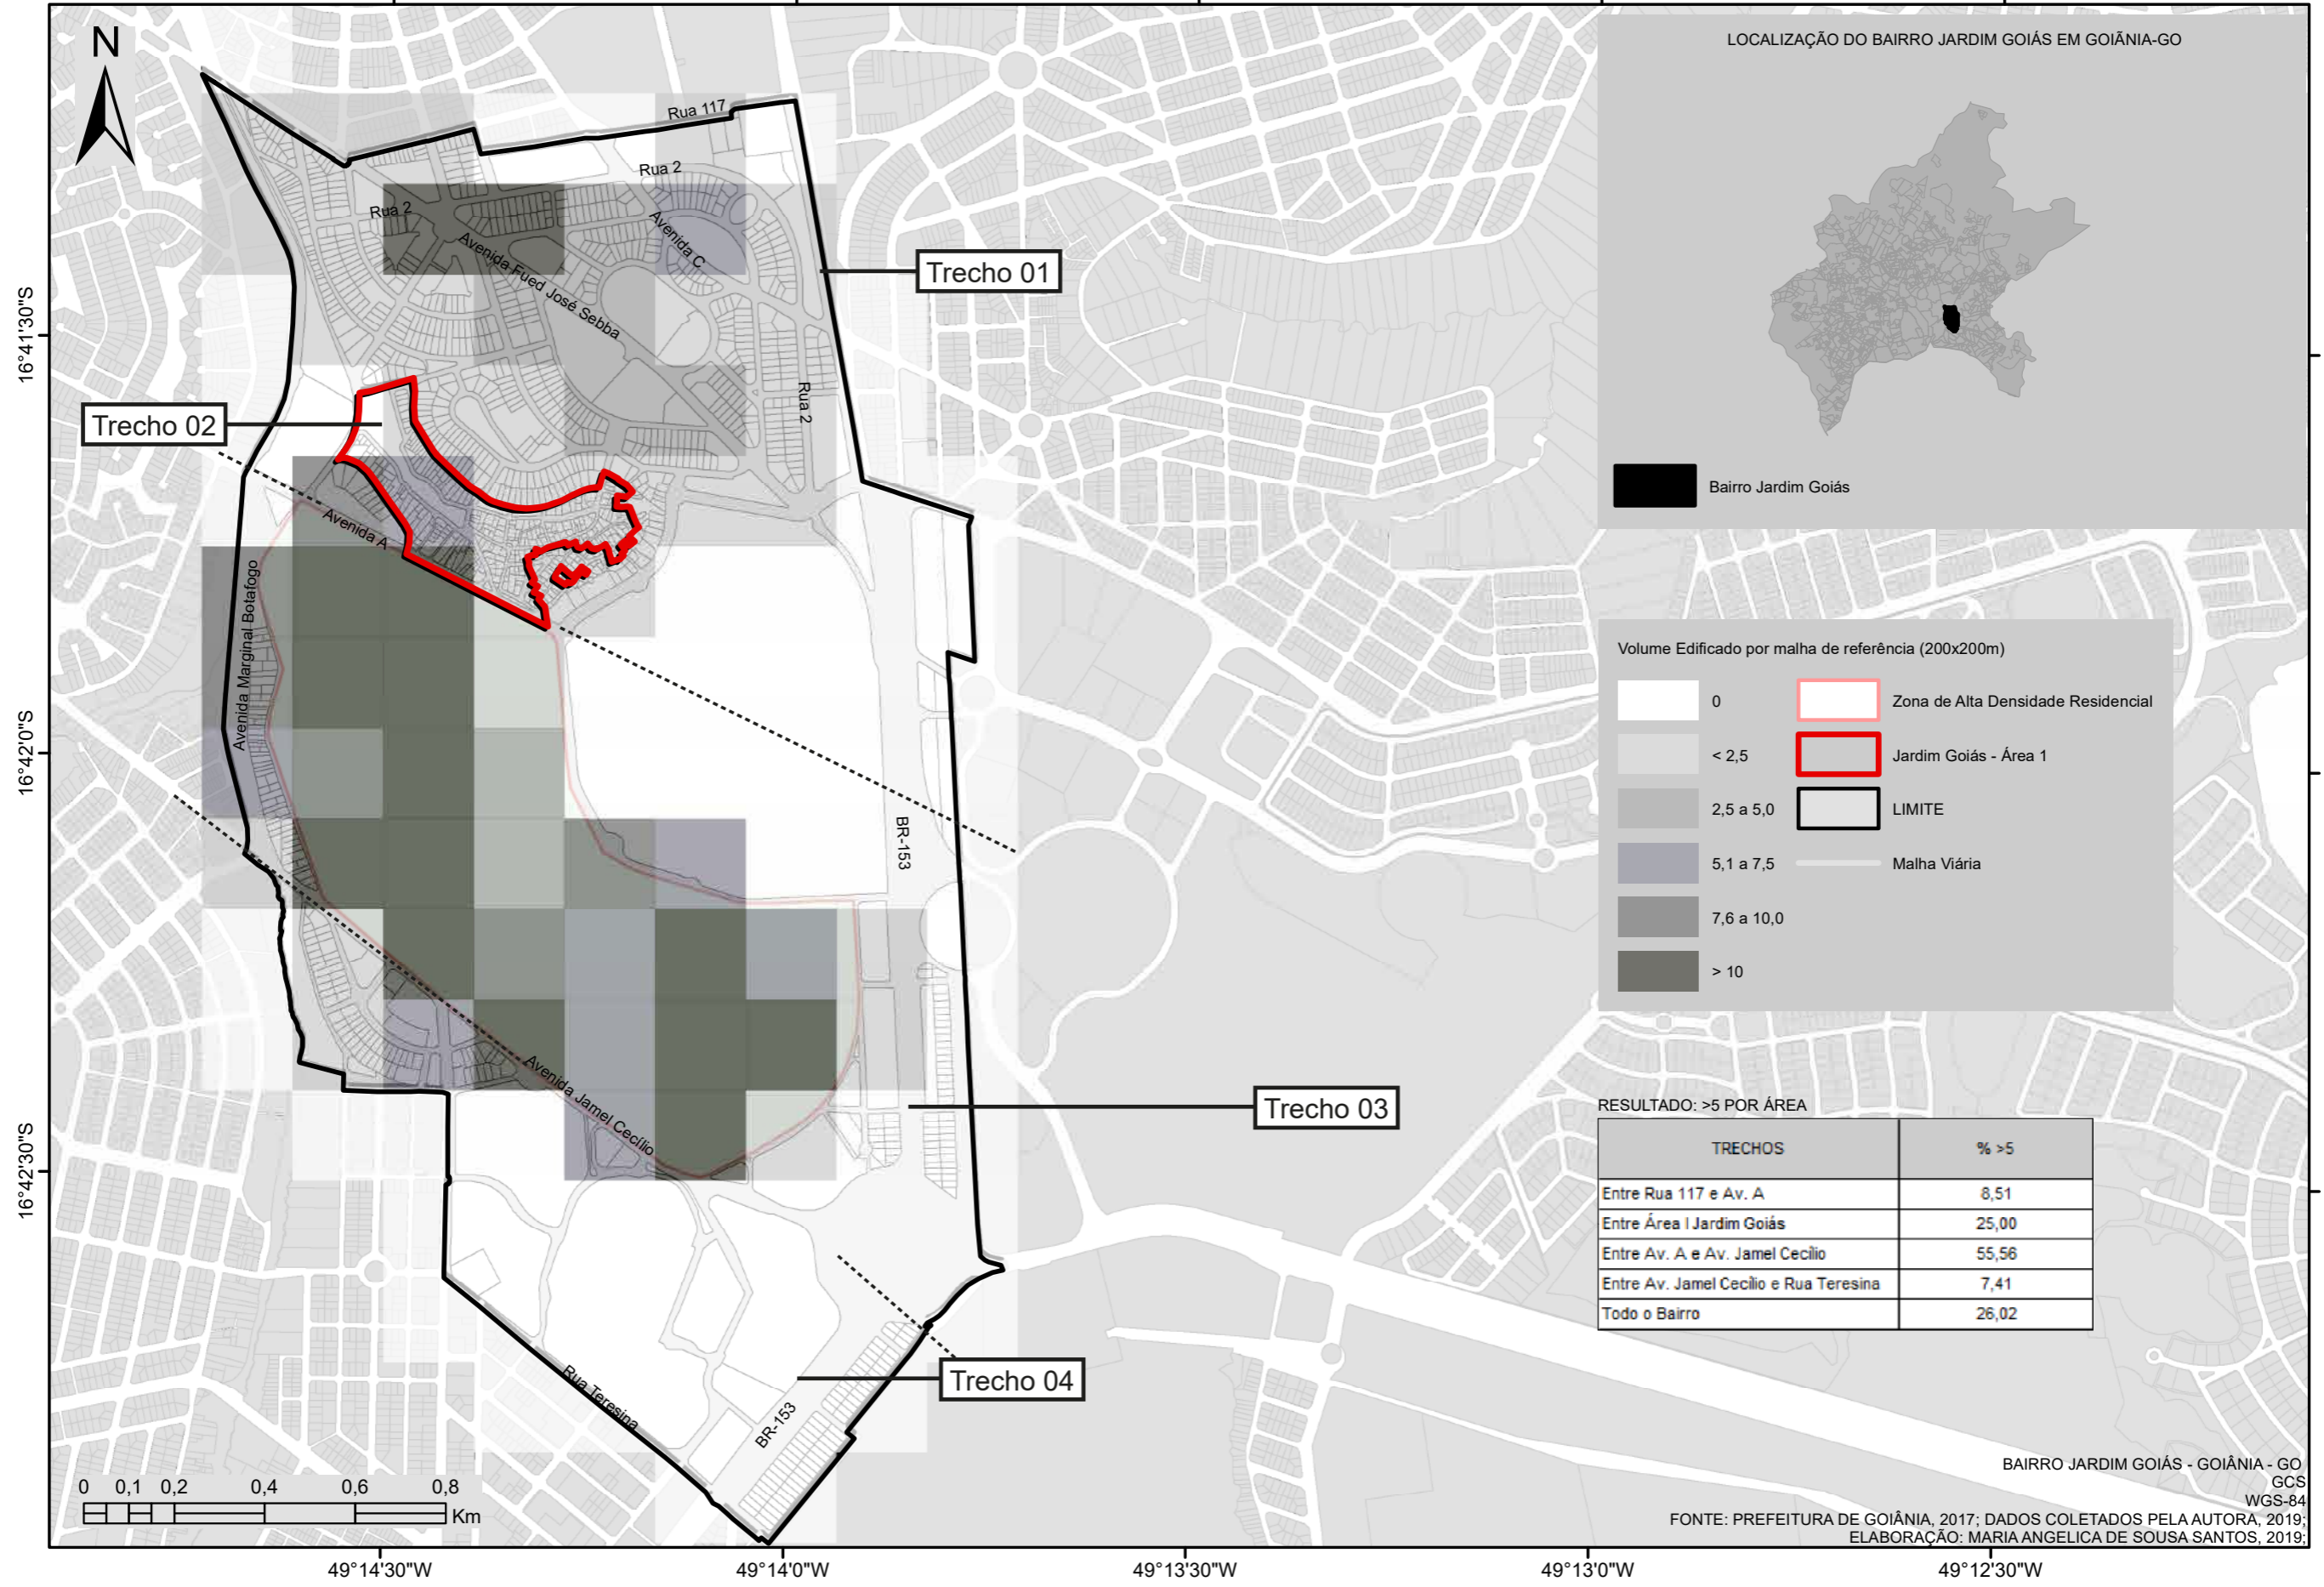 LOCALIZAÇÃO DO BAIRRO JARDIM GOIÁS EM GOIÃNIA-GO
Bairro Jardim Goiás
N
Rua 117
Rua 2
Rua 2
Avenida C
Avenida Fued José Sebba
Rua 2
Trecho 01
Trecho 02
Avenida A
Avenida Marginal Botafogo
BR-153
Avenida Jamel Cecílio
Trecho 03
Trecho 04
Rua Teresina
BR-153
16°41'30"S
16°42'0"S
16°42'30"S
Volume Edificado por malha de referência (200x200m)
0
< 2,5
2,5 a 5,0
5,1 a 7,5
7,6 a 10,0
> 10
Zona de Alta Densidade Residencial
Jardim Goiás - Área 1
LIMITE
Malha Viária
RESULTADO: >5 POR ÁREA
TRECHOS % >5
Entre Rua 117 e Av. A 8,51
Entre Área I Jardim Goiás 25,00
Entre Av. A e Av. Jamel Cecílio 55,56
Entre Av. Jamel Cecílio e Rua Teresina 7,41
Todo o Bairro 26,02
0 0,1 0,2 0,4 0,6 0,8
Km
BAIRRO JARDIM GOIÁS - GOIÂNIA - GO
GCS
WGS-84
FONTE: PREFEITURA DE GOIÂNIA, 2017; DADOS COLETADOS PELA AUTORA, 2019;
ELABORAÇÃO: MARIA ANGELICA DE SOUSA SANTOS, 2019;
49°14'30"W 49°14'0"W 49°13'30"W 49°13'0"W 49°12'30"W